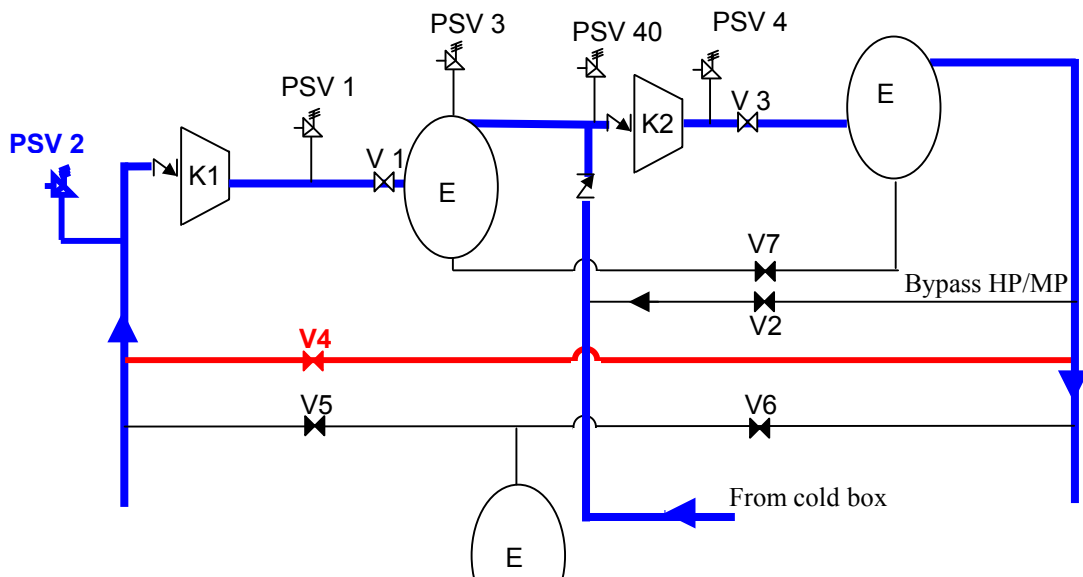 PSV 3
PSV 40
PSV 4
PSV 1
PSV 2
K1
V 1
E
K2
V 3
E
V7
Bypass HP/MP
V2
V4
V5
V6
From cold box
E